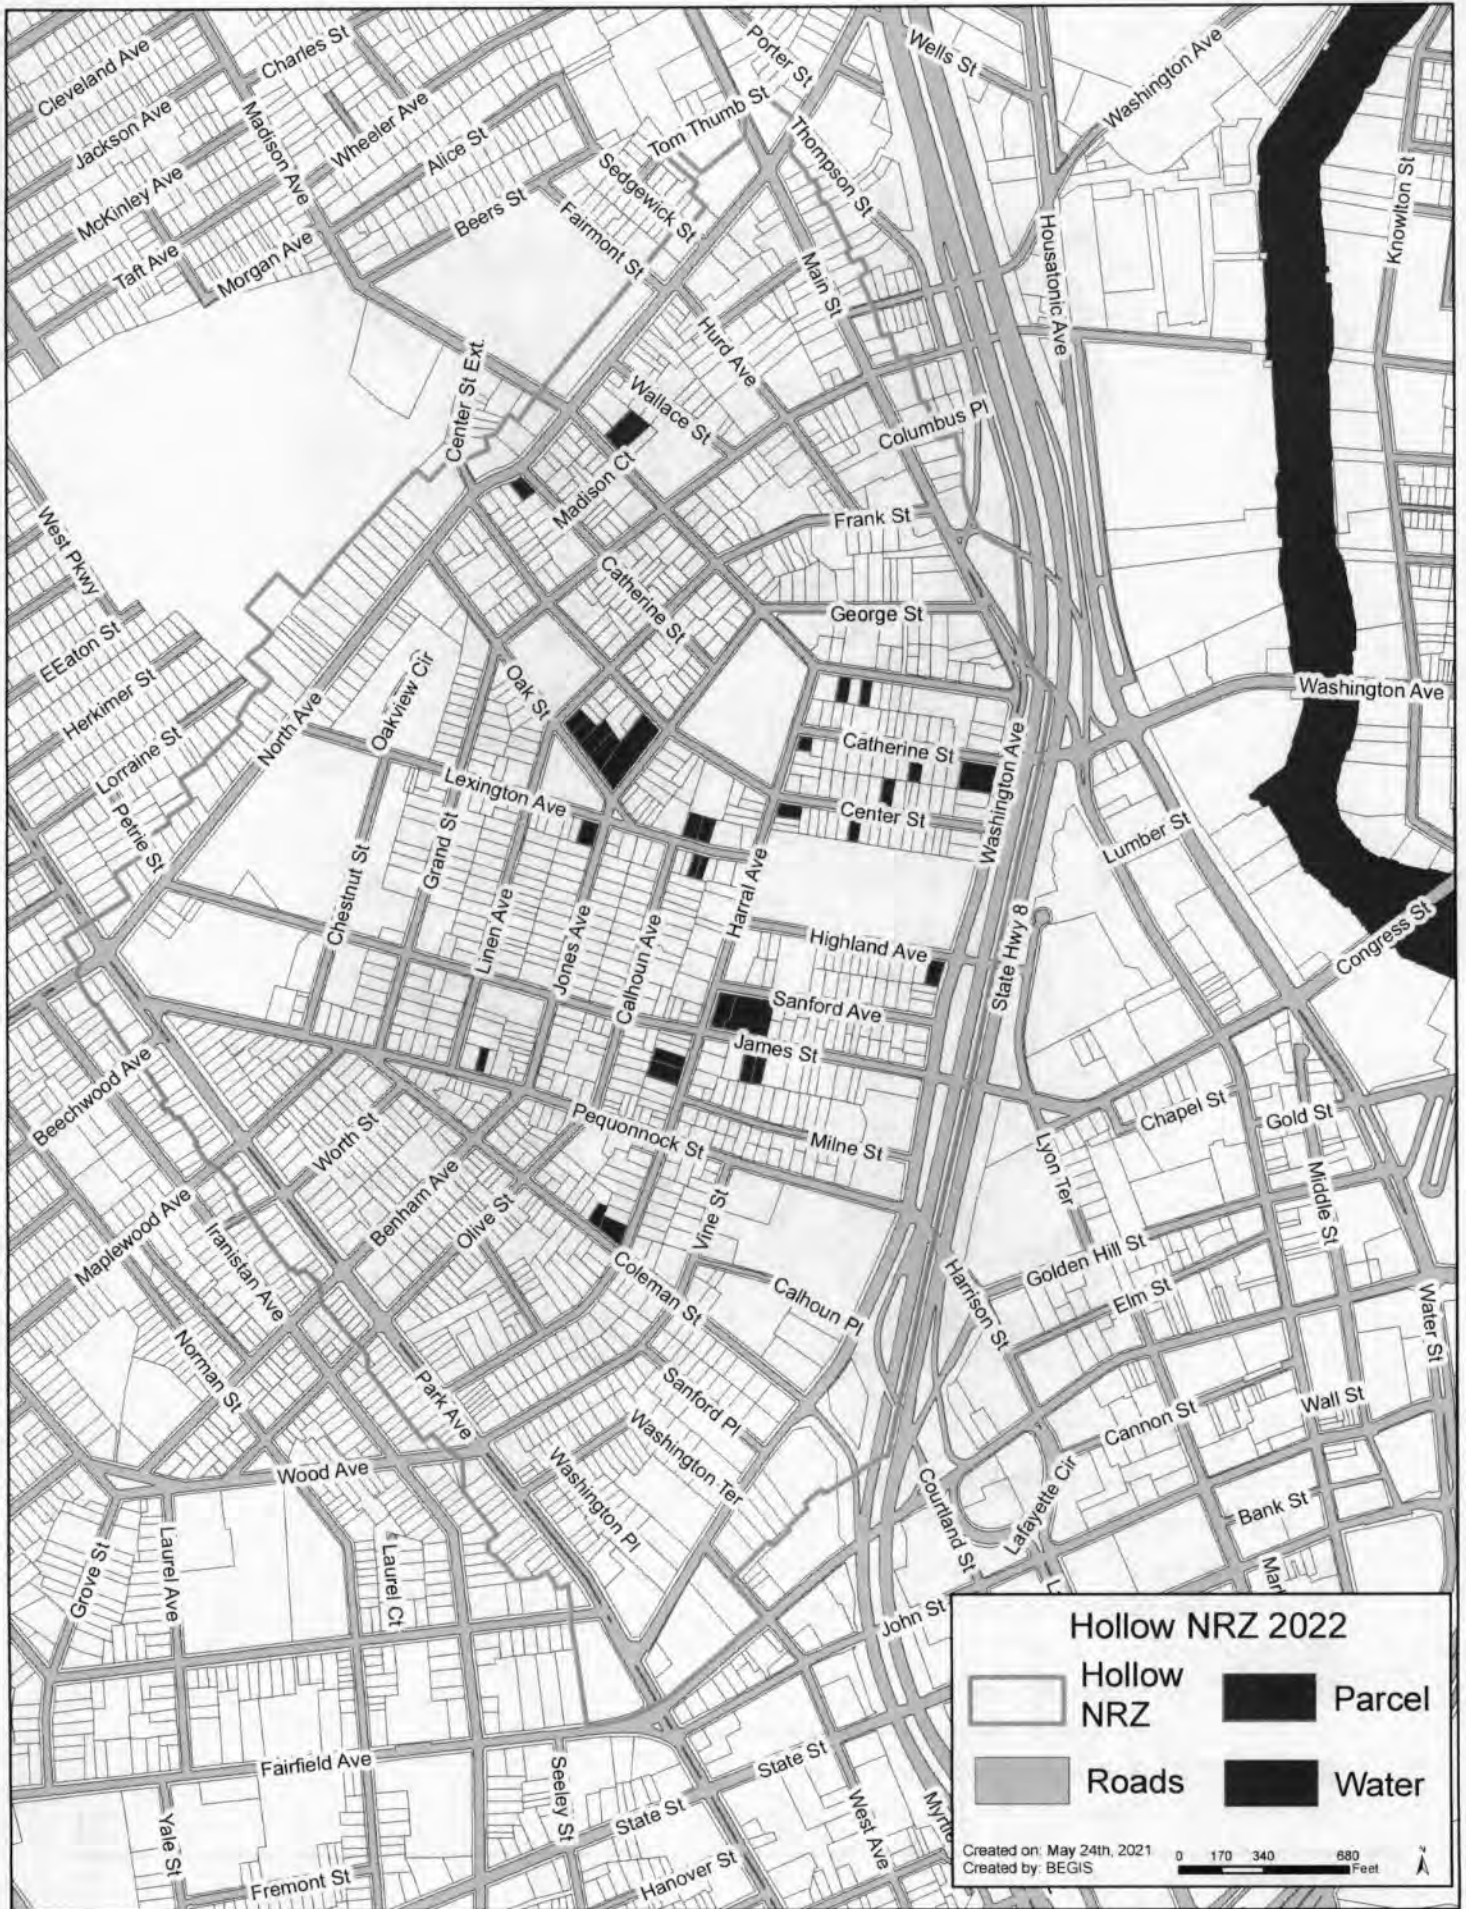 Cleveland Ave
Charles St
Porter St
Wells St
Washington Ave
Jackson Ave
Madison Ave
Wheeler Ave
Tom Thumb St
Thompson St
McKinley Ave
Alice St
Sedgewick St
Knowlton St
Taft Ave
Morgan Ave
Beers St
Fairmont St
Main St
Housatonic Ave
Center St Ext.
Hurd Ave
Wallace St
Columbus Pl
Madison Ct
Frank St
West Pkwy
Catherine St
George St
EEaton St
Herkimer St
Oakview Cir
Oak St
Washington Ave
Lorraine St
North Ave
Catherine St
Petrie St
Lexington Ave
Center St
Washington Ave
Lumber St
Chestnut St
Grand St
Linen Ave
Jones Ave
Calhoun Ave
Harral Ave
Highland Ave
State Hwy 8
Congress St
Sanford Ave
James St
Beechwood Ave
Worth St
Pequonnock St
Milne St
Chapel St
Gold St
Lyon Ter
Middle St
Maplewood Ave
Iranistan Ave
Benham Ave
Olive St
Vine St
Coleman St
Calhoun Pl
Harrison St
Golden Hill St
Elm St
Water St
Norman St
Park Ave
Sanford Pl
Washington Ter
Cannon St
Wall St
Wood Ave
Washington Pl
Courtland St
Lafayette Cir
Bank St
Grove St
Laurel Ave
Laurel Ct
John St
Fairfield Ave
Seeley St
State St
State St
West Ave
Yale St
Fremont St
Hanover St
Hollow NRZ 2022
Hollow
NRZ
Parcel
Roads
Water
Created on: May 24th, 2021
Created by: BEGIS
0 170 340 680
Feet
N